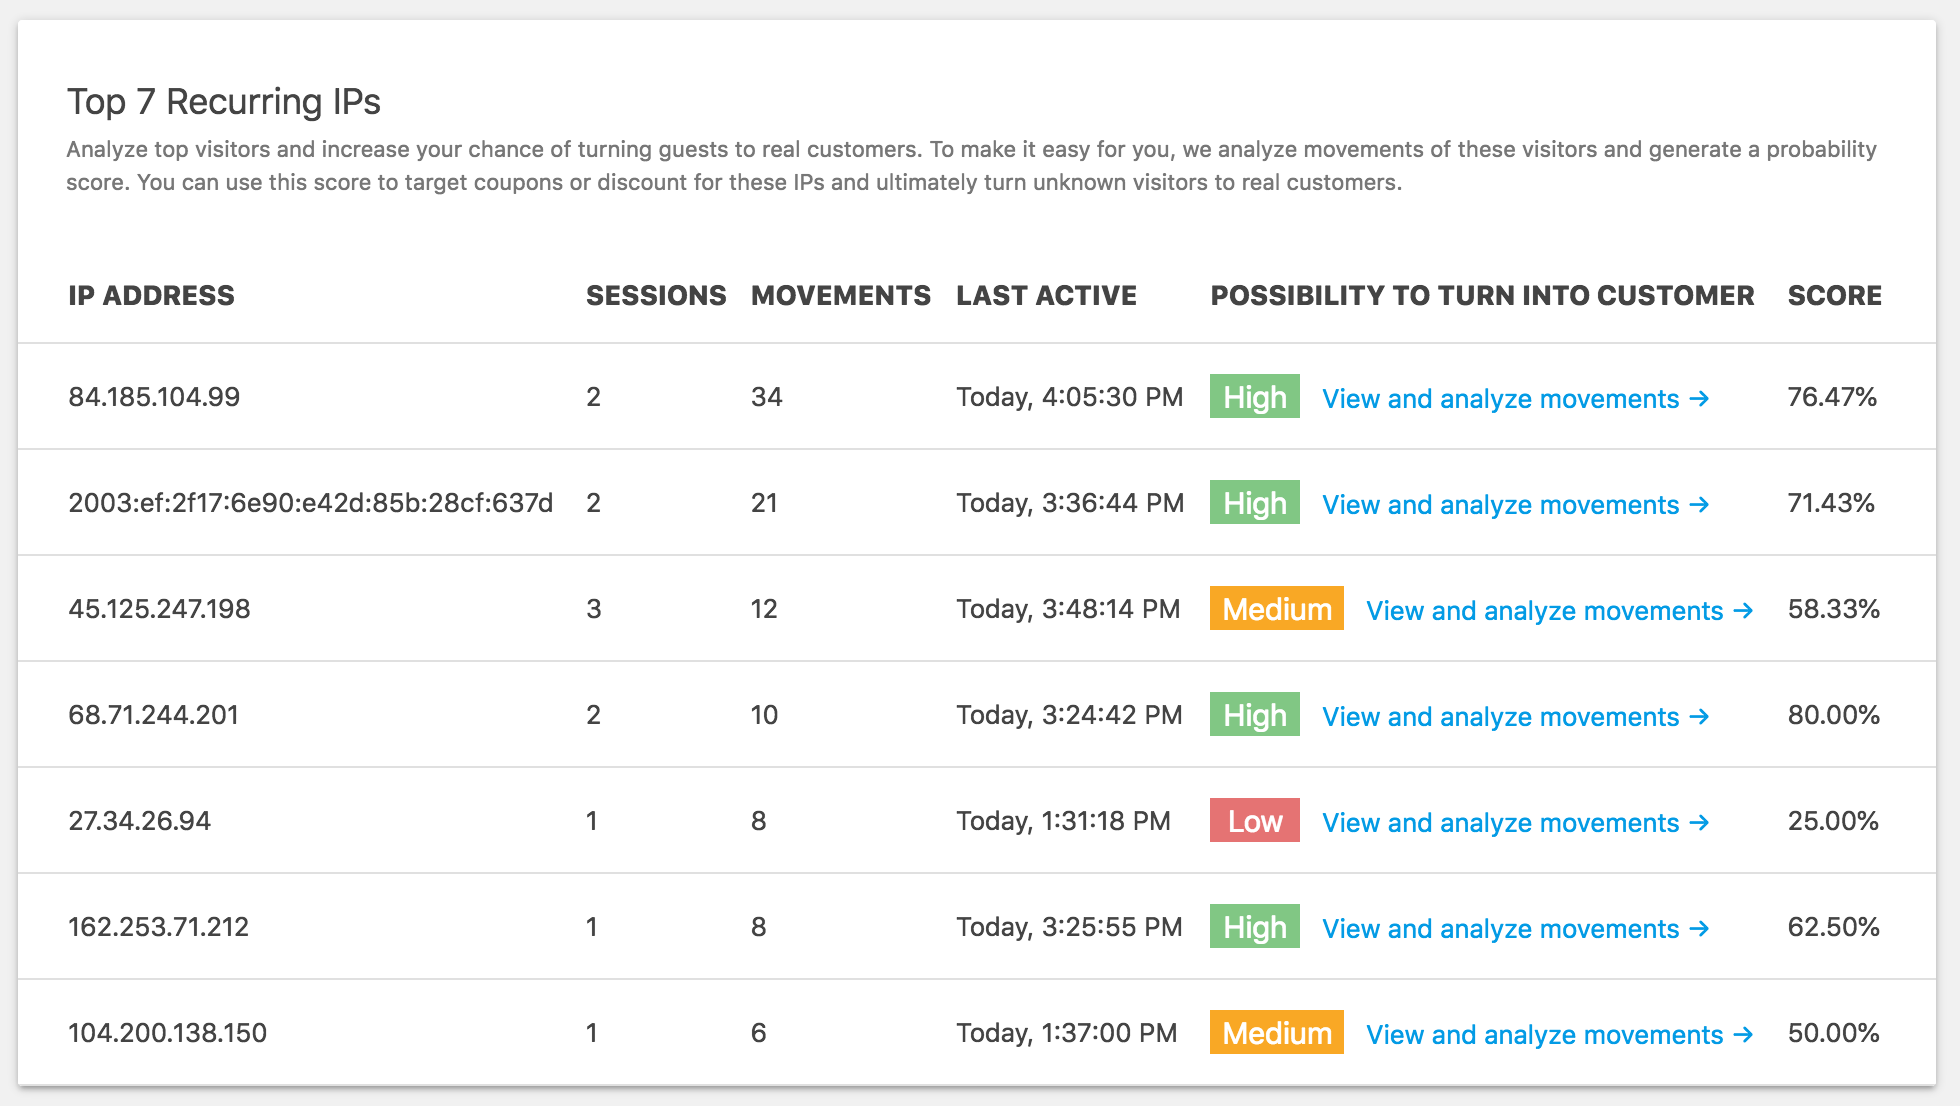 Top 7 Recurring IPs
Analyze top visitors and increase your chance of turning guests to real customers. To make it easy for you, we analyze movements of these visitors and generate a probability
score. You can use this score to target coupons or discount for these IPs and ultimately turn unknown visitors to real customers.
IP ADDRESS SESSIONS MOVEMENTS LAST ACTIVE POSSIBILITY TO TURN INTO CUSTOMER SCORE
84.185.104.99 2 34 Today, 4:05:30 PM High View and analyze movements → 76.47%
2003:ef:2f17:6e90:e42d:85b:28cf:637d 2 21 Today, 3:36:44 PM High View and analyze movements → 71.43%
45.125.247.198 3 12 Today, 3:48:14 PM Medium View and analyze movements → 58.33%
68.71.244.201 2 10 Today, 3:24:42 PM High View and analyze movements → 80.00%
27.34.26.94 1 8 Today, 1:31:18 PM Low View and analyze movements → 25.00%
162.253.71.212 1 8 Today, 3:25:55 PM High View and analyze movements → 62.50%
104.200.138.150 1 6 Today, 1:37:00 PM Medium View and analyze movements → 50.00%